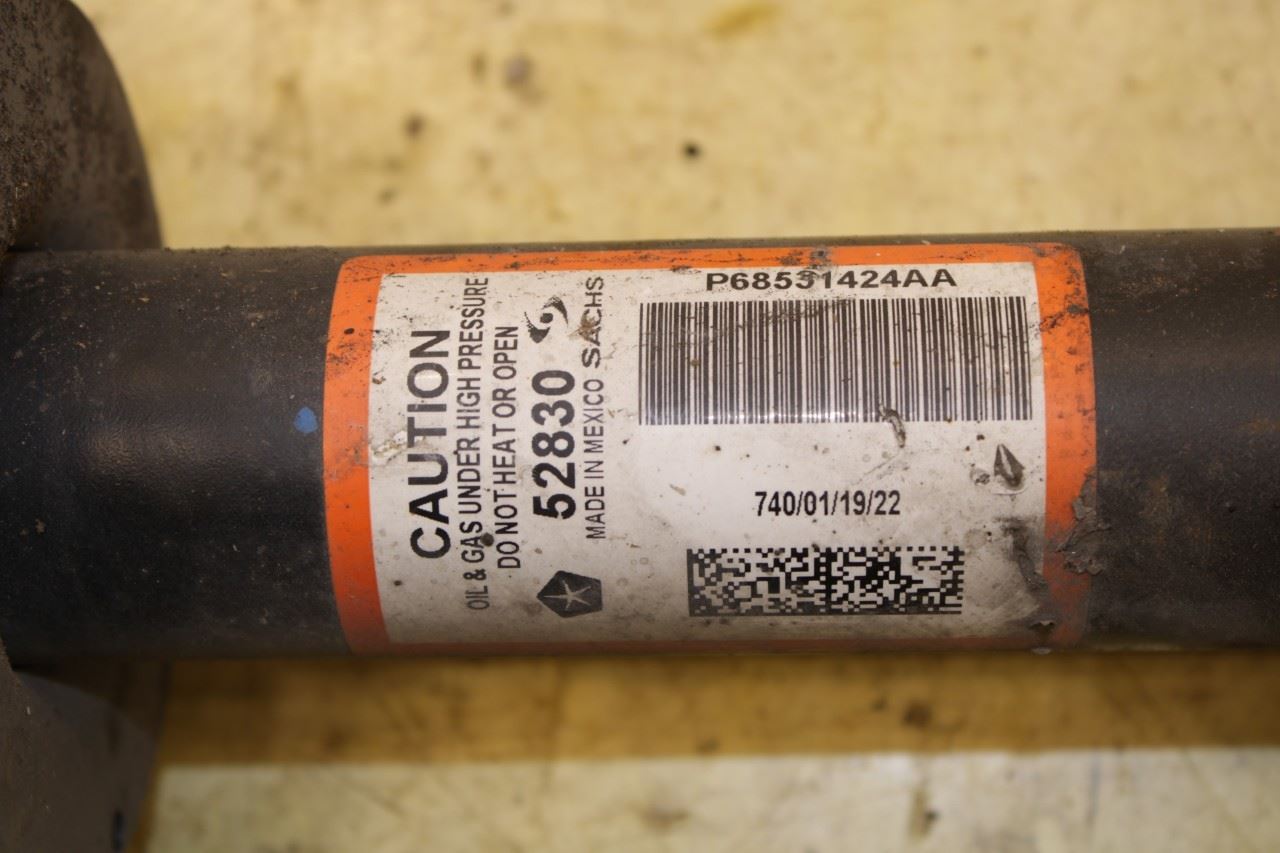 CAUTION
OIL & GAS UNDER HIGH PRESSURE
DO NOT HEAT OR OPEN
52830
MADE IN MEXICO SACHS
P68531424AA
740/01/19/22